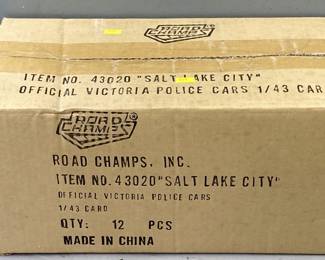 ROAD
CHAMPS
ITEM NO. 43020 "SALT LAKE CITY"
OFFICIAL VICTORIA POLICE CARS 1/43 CARD
ROAD
CHAMPS
®
ROAD CHAMPS, INC.
ITEM NO. 43020 "SALT LAKE CITY"
OFFICIAL VICTORIA POLICE CARS
1/43 CARD
QTY: 12 PCS
MADE IN CHINA